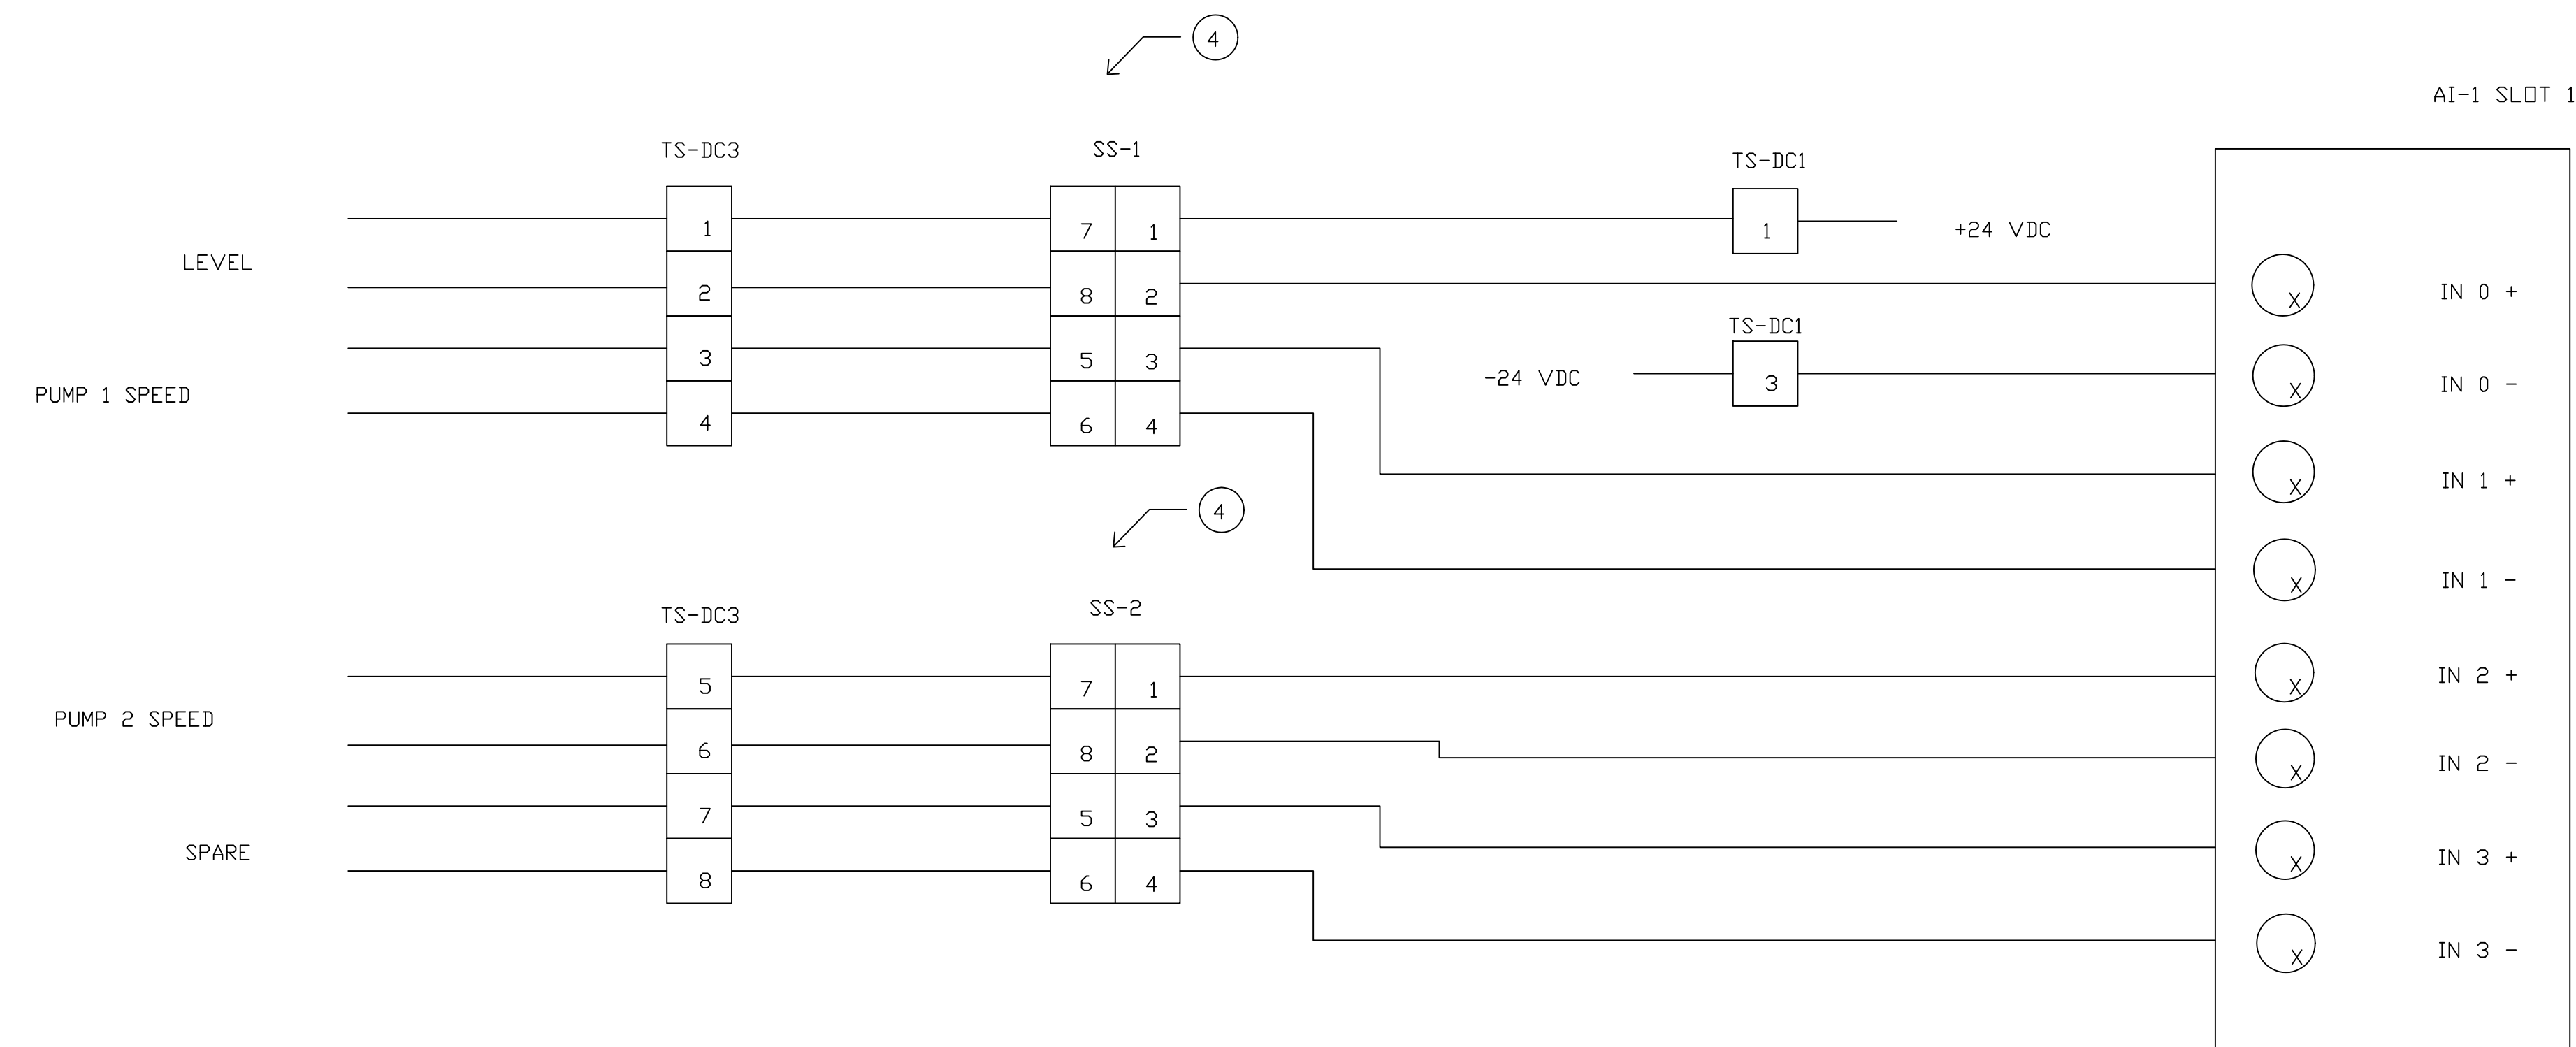 4
AI-1 SLOT 1
TS-DC3
SS-1
TS-DC1
1
7 1
1
+24 VDC
LEVEL
2
8 2
IN 0 +
TS-DC1
3
5 3
-24 VDC
3
IN 0 -
PUMP 1 SPEED
4
6 4
IN 1 +
4
IN 1 -
TS-DC3
SS-2
5
7 1
IN 2 +
PUMP 2 SPEED
6
8 2
IN 2 -
7
5 3
SPARE
IN 3 +
8
6 4
IN 3 -
X
X
X
X
X
X
X
X